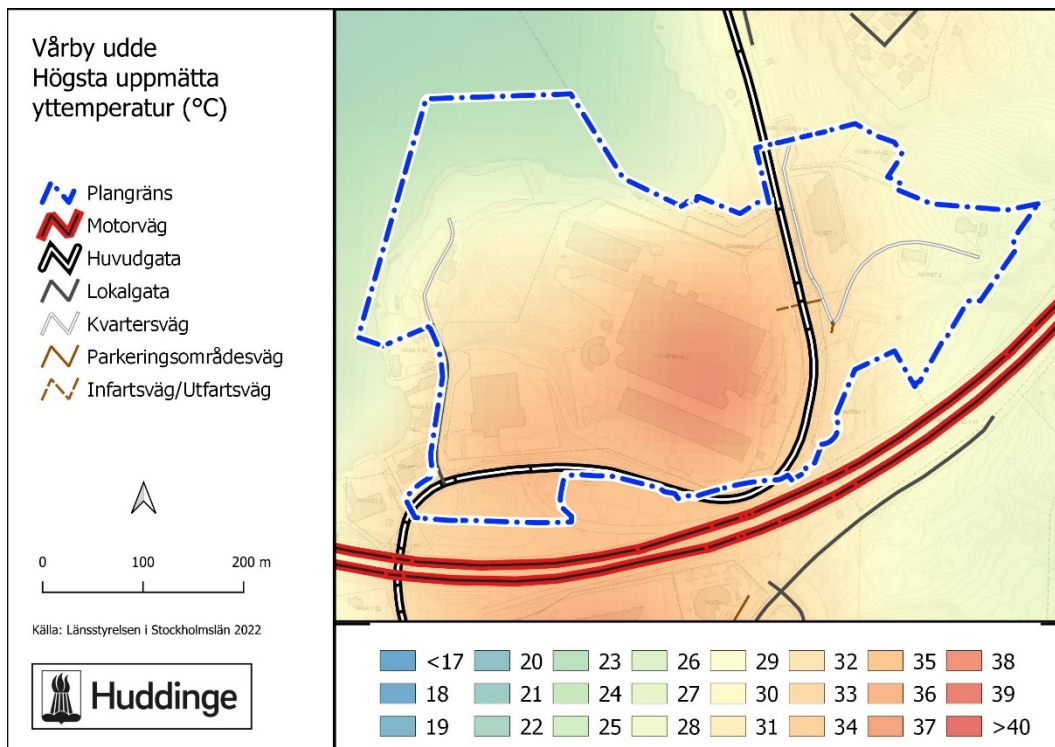 Vårby udde
Högsta uppmätta
yttemperatur (°C)
Plangräns
Motorväg
Huvudgata
Lokalgata
Kvartersväg
Parkeringsområdesväg
Infartsväg/Utfartsväg
0 100 200 m
Källa: Länsstyrelsen i Stockholmslän 2022
Huddinge
<17 20 23 26 29 32 35 38
18 21 24 27 30 33 36 39
19 22 25 28 31 34 37 >40